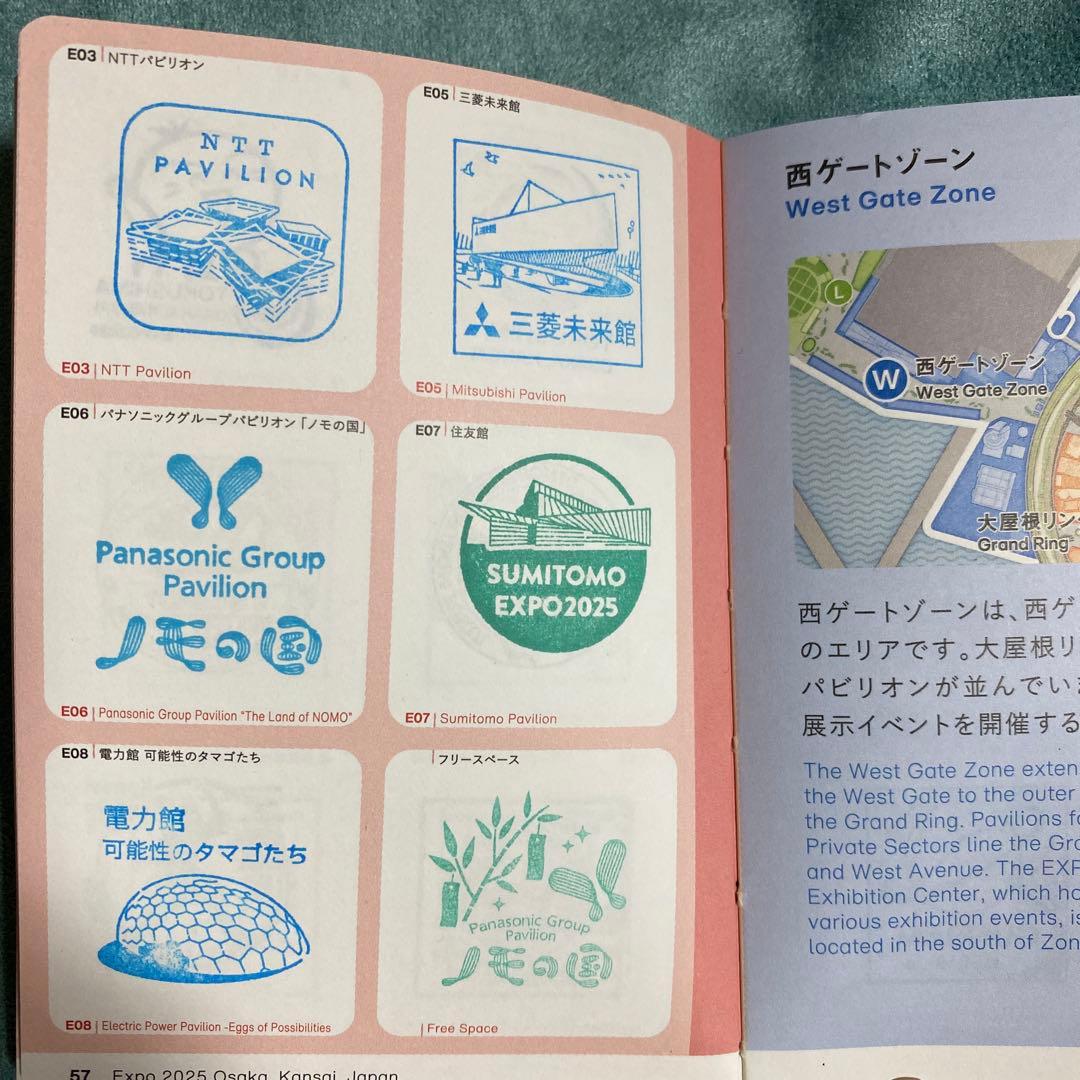 E03 | NTTパビリオン
NTT
PAVILION
E03 | NTT Pavilion
E05 | 三菱未来館
三菱未来館
E05 | Mitsubishi Pavilion
E06 | パナソニックグループパビリオン「ノモの国」
Panasonic Group
Pavilion
ノモの国
E06 | Panasonic Group Pavilion "The Land of NOMO"
E07 | 住友館
SUMITOMO
EXPO2025
E07 | Sumitomo Pavilion
E08 | 電力館 可能性のタマゴたち
電力館
可能性のタマゴたち
E08 | Electric Power Pavilion -Eggs of Possibilities
フリースペース
Panasonic Group
Pavilion
ノモの国
Free Space
57 Expo 2025 Osaka, Kansai, Japan
西ゲートゾーン
West Gate Zone
L
W
西ゲートゾーン
West Gate Zone
大屋根リン
Grand Ring
西ゲートゾーンは、西ゲ
のエリアです。大屋根リ
パビリオンが並んでい
展示イベントを開催する
The West Gate Zone exten
the West Gate to the outer
the Grand Ring. Pavilions fo
Private Sectors line the Gra
and West Avenue. The EXP
Exhibition Center, which ho
various exhibition events, is
located in the south of Zon